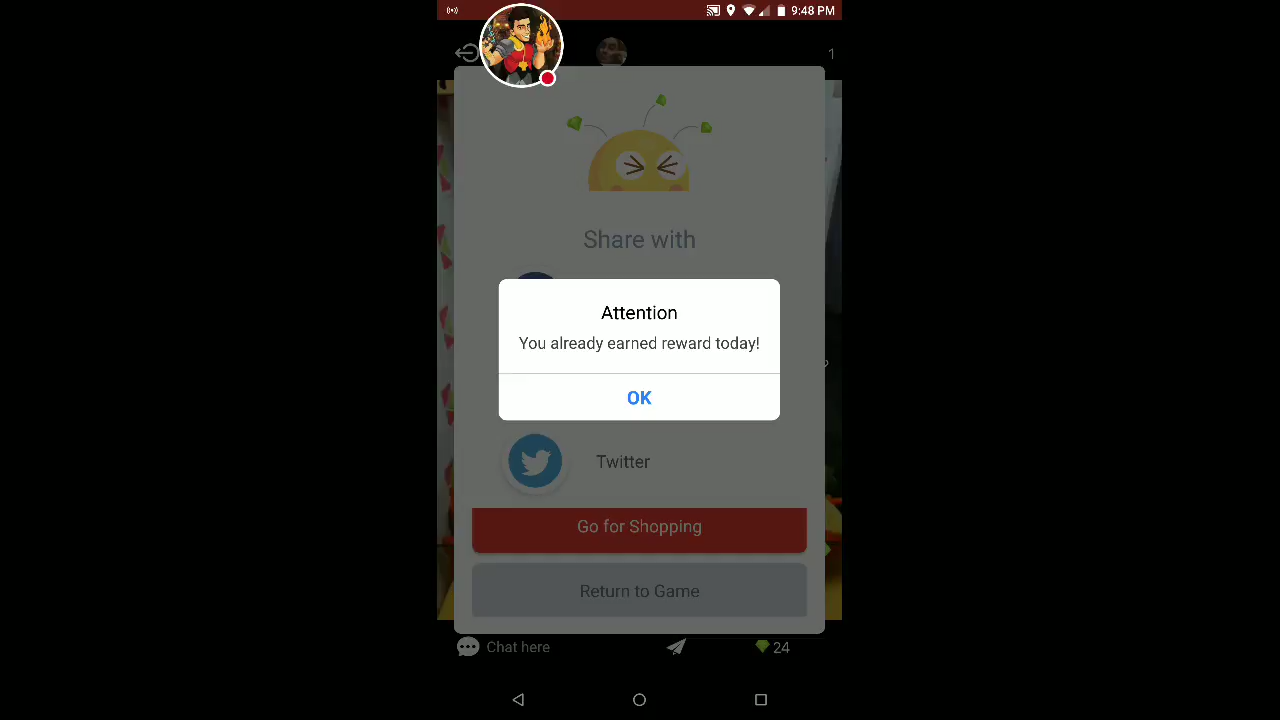 9:48 PM
1
Share with
Attention
You already earned reward today!
OK
Twitter
Go for Shopping
Return to Game
Chat here
24